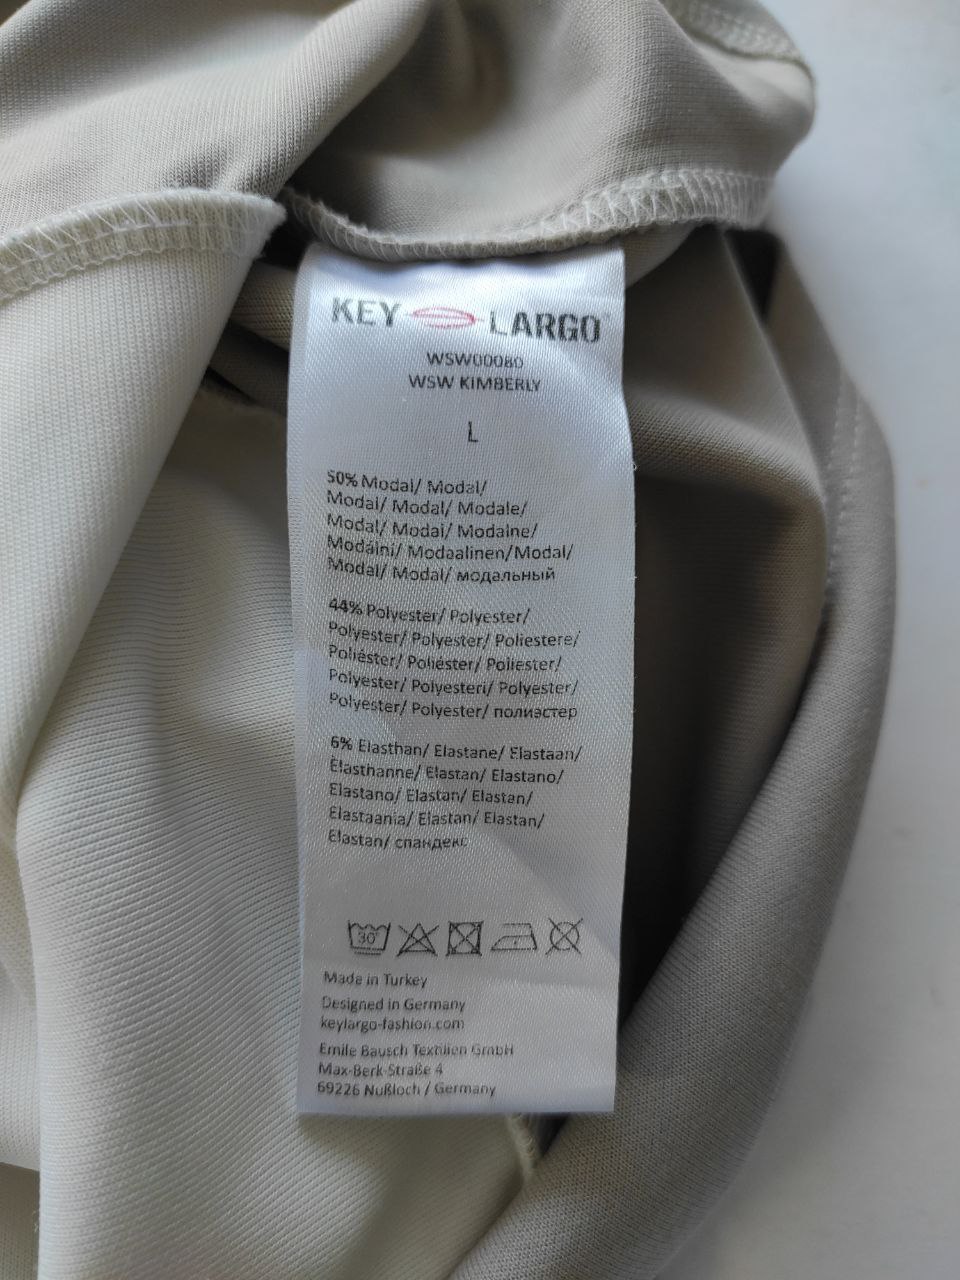 KEY LARGO
WSW00080
WSW KIMBERLY
L
50% Modal/ Modal/
Modal/ Modal/ Modale/
Modal/ Modal/ Modalne/
Modáini/ Modaalinen/Modal/
Modal/ Modal/ модальный
44% Polyester/ Polyester/
Polyester/ Polyester/ Poliestere/
Poliéster/ Poliéster/ Poliester/
Polyester/ Polyesteri/ Polyester/
Polyester/ Polyester/ полиэстер
6% Elasthan/ Elastane/ Elastaan/
Élasthanne/ Elastan/ Elastano/
Elastano/ Elastan/ Elastan/
Elastaania/ Elastan/ Elastan/
Elastan/ спандекс
30°
Made in Turkey
Designed in Germany
keylargo-fashion.com
Emile Bausch Textilien GmbH
Max-Berk-Straße 4
69226 Nußloch / Germany